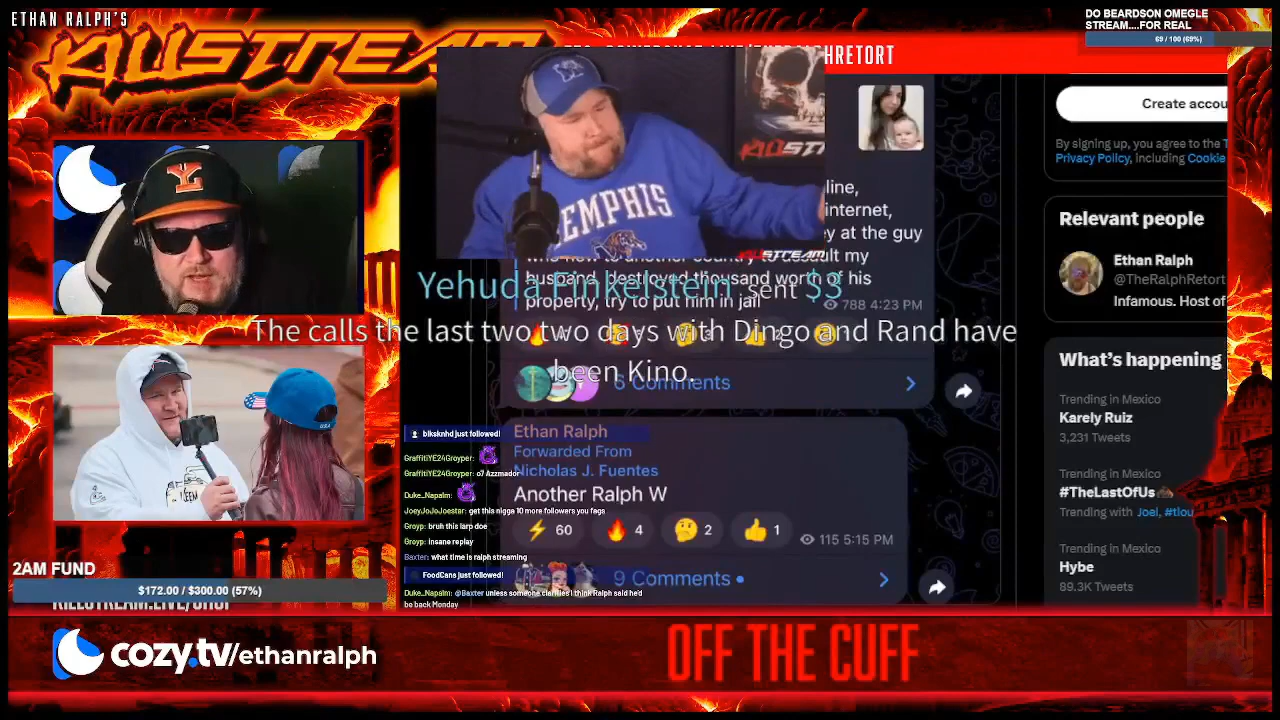 ETHAN RALPH'S
KILLSTREAM
RETORT
DO BEARDSON OMEGLE
STREAM....FOR REAL
69 / 100 (69%)
Create accou
By signing up, you agree to the T
Privacy Policy, including Cookie
MEMPHIS
KILLSTREAM
line,
internet,
ey at the guy
husband, destroyed thousand worth of his
property, try to put him in jail
788 4:23 PM
Yehuda Finkelstein sent $3
The calls the last two two days with Dingo and Rand have
been Kino.
6 Comments
Relevant people
Ethan Ralph
@TheRalphRetort
Infamous. Host of
What's happening
Trending in Mexico
Karely Ruiz
3,231 Tweets
Trending in Mexico
#TheLastOfUs
Trending with Joel, #tlou
Trending in Mexico
Hybe
89.3K Tweets
Ethan Ralph
Forwarded From
Nicholas J. Fuentes
Another Ralph W
60
4
2
1
115 5:15 PM
9 Comments
blksknhd just followed!
GraffitiYE24Groyper:
GraffitiYE24Groyper: o7 Azzmador
Duke_Napalm:
JoeyJoJoJoestar: get this nigga 10 more followers you fags
Groyp: bruh this larp doe
Groyp: insane replay
Baxter: what time is ralph streaming
FoodCans just followed!
Duke_Napalm: @Baxter unless someone clarifies I think Ralph said he'd
be back Monday
2AM FUND
$172.00 / $300.00 (57%)
KILLSTREAM.LIVE/SHOP
cozy.tv/ethanralph
OFF THE CUFF